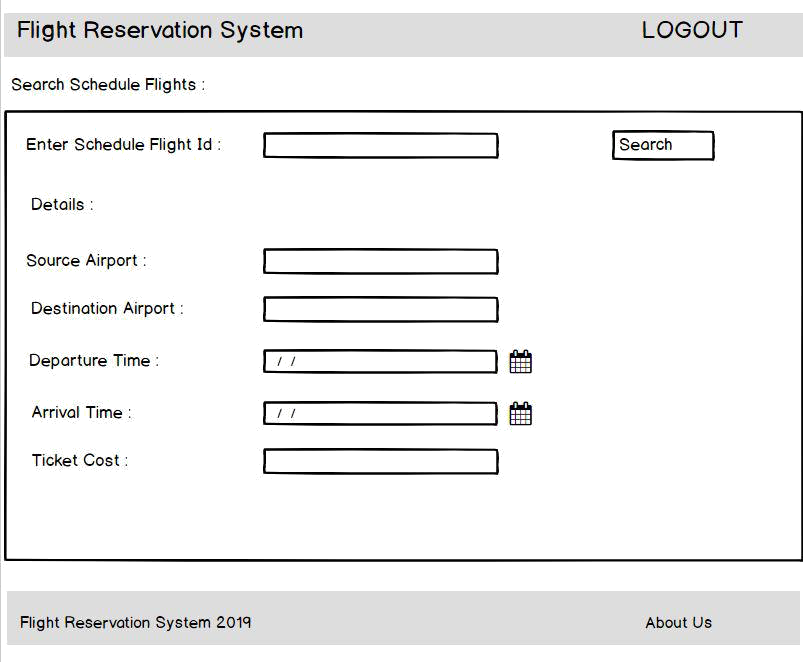 Flight Reservation System LOGOUT
Search Schedule Flights :
Enter Schedule Flight Id : Search
Details :
Source Airport :
Destination Airport :
Departure Time : / /
Arrival Time : / /
Ticket Cost :
Flight Reservation System 2019 About Us